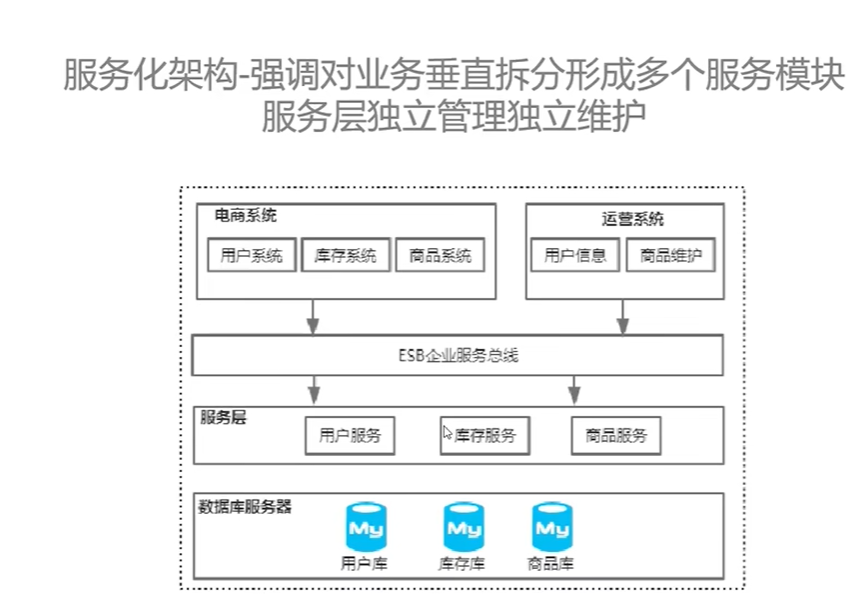 服务化架构-强调对业务垂直拆分形成多个服务模块
服务层独立管理独立维护
电商系统
运营系统
用户系统
库存系统
商品系统
用户信息
商品维护
ESB企业服务总线
服务层
用户服务
库存服务
商品服务
数据库服务器
My
My
My
用户库
库存库
商品库